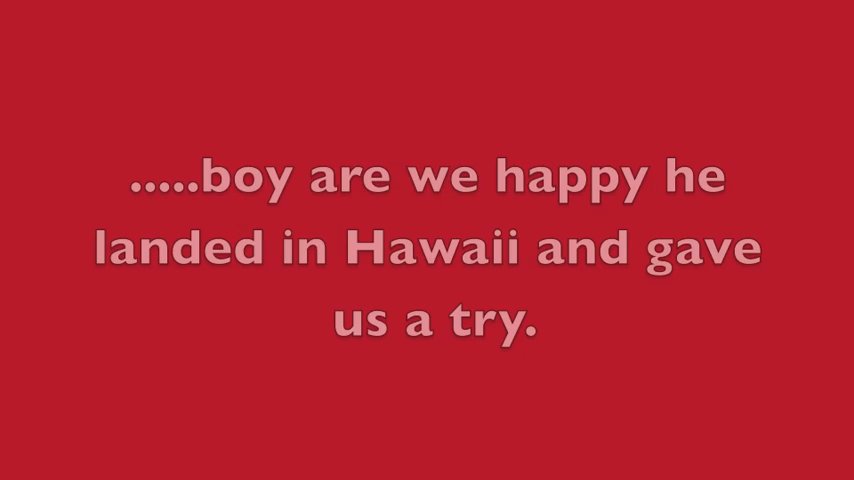 .....boy are we happy he
landed in Hawaii and gave
us a try.